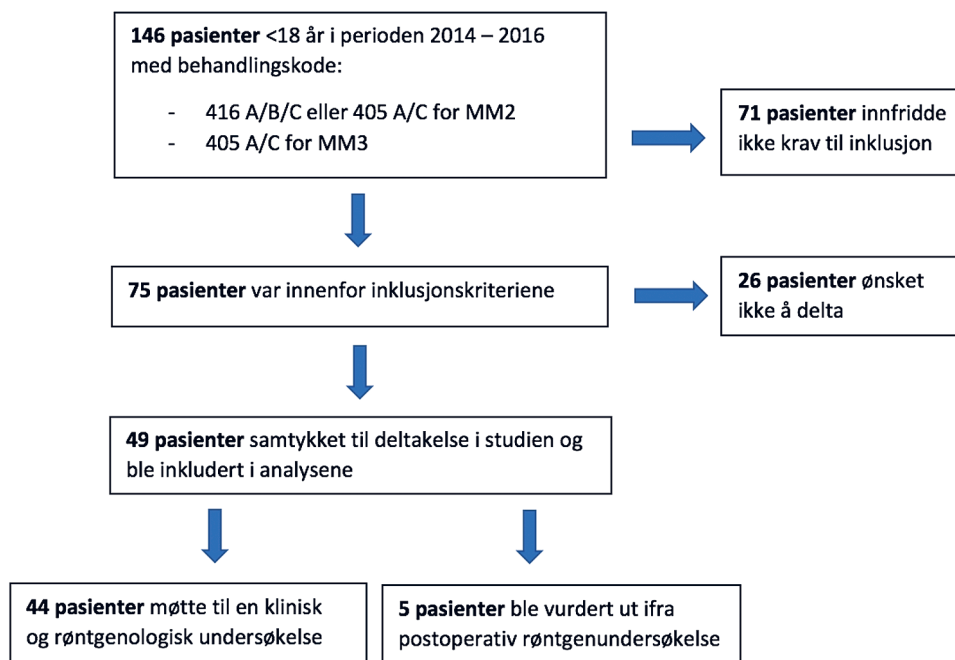 146 pasienter <18 år i perioden 2014 – 2016
med behandlingskode:
- 416 A/B/C eller 405 A/C for MM2
- 405 A/C for MM3
71 pasienter innfridde
ikke krav til inklusjon
75 pasienter var innenfor inklusjonskriteriene
26 pasienter ønsket
ikke å delta
49 pasienter samtykket til deltakelse i studien og
ble inkludert i analysene
44 pasienter møtte til en klinisk
og røntgenologisk undersøkelse
5 pasienter ble vurdert ut ifra
postoperativ røntgenundersøkelse